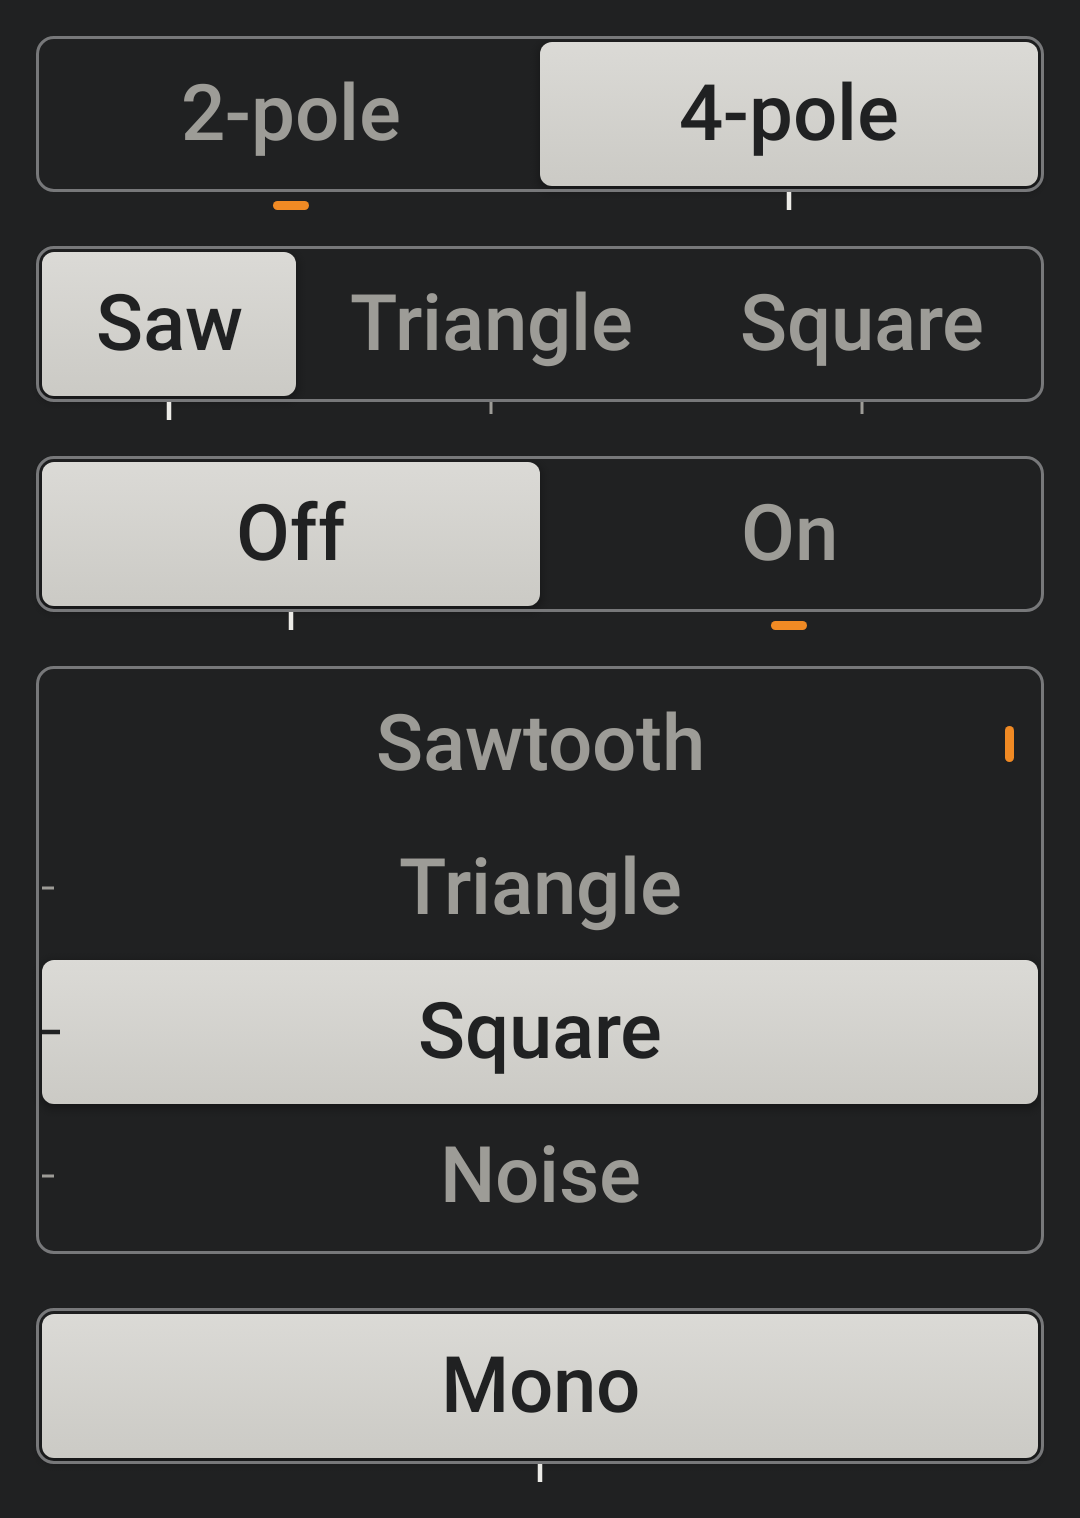 2-pole 4-pole
Saw Triangle Square
Off On
Sawtooth
Triangle
Square
Noise
Mono